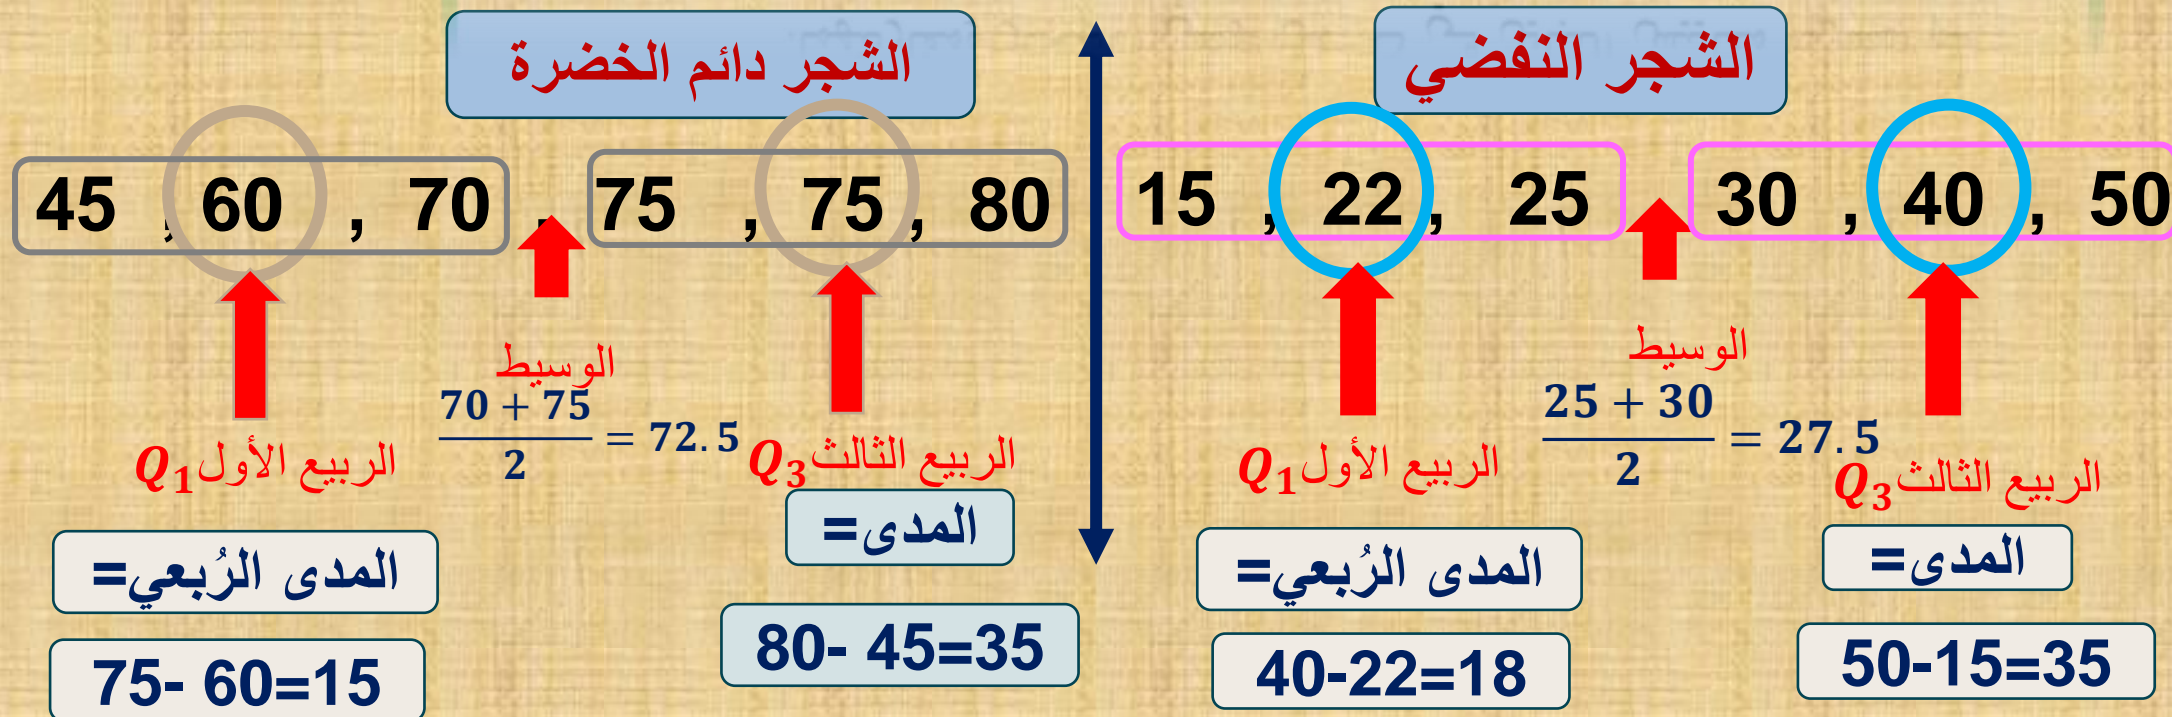 الشجر النفضي
15 , 22 , 25 30 , 40 , 50
الوسيط
25 + 30 / 2 = 27.5
الربيع الأول Q1
الربيع الثالث Q3
المدى الرُبعي=
40-22=18
المدى=
50-15=35
الشجر دائم الخضرة
45 , 60 , 70 , 75 , 75 , 80
الوسيط
70 + 75 / 2 = 72.5
الربيع الأول Q1
الربيع الثالث Q3
المدى الرُبعي=
75- 60=15
المدى=
80- 45=35